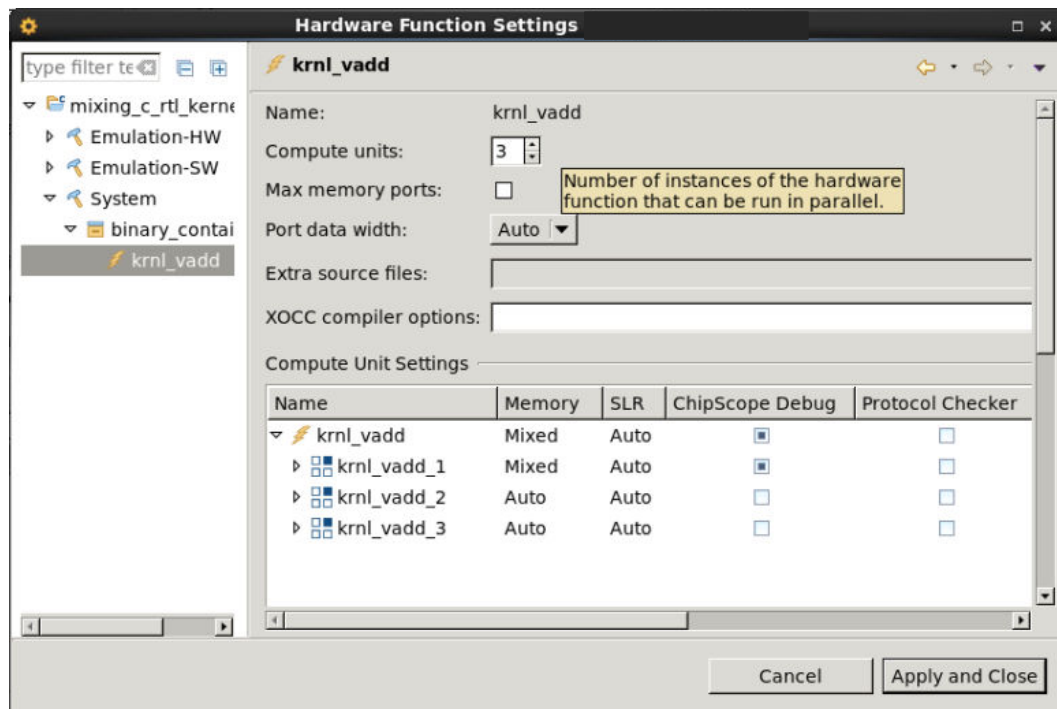 Hardware Function Settings
type filter te
krnl_vadd
mixing_c_rtl_kerne
Emulation-HW
Emulation-SW
System
binary_contai
krnl_vadd
Name: krnl_vadd
Compute units: 3
Number of instances of the hardware
function that can be run in parallel.
Max memory ports:
Port data width: Auto
Extra source files:
XOCC compiler options:
Compute Unit Settings
Name Memory SLR ChipScope Debug Protocol Checker
krnl_vadd Mixed Auto
krnl_vadd_1 Mixed Auto
krnl_vadd_2 Auto Auto
krnl_vadd_3 Auto Auto
Cancel Apply and Close